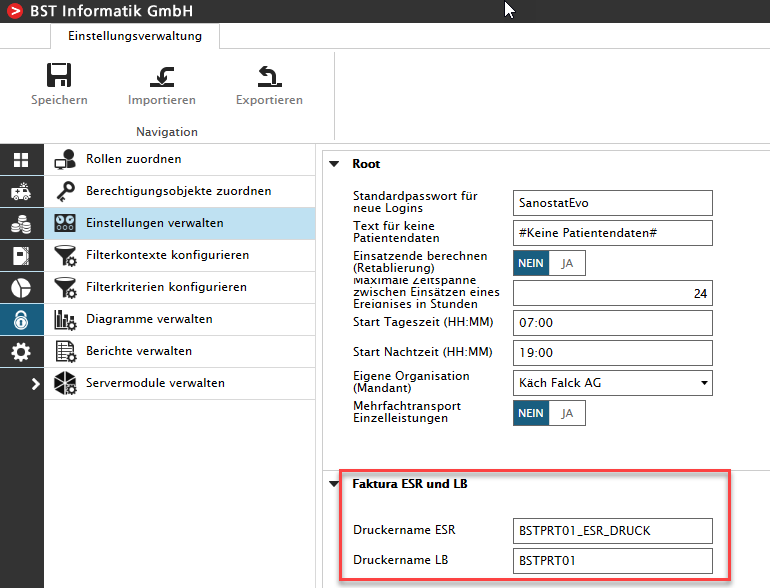 BST Informatik GmbH
Einstellungsverwaltung
Speichern
Importieren
Exportieren
Navigation
Rollen zuordnen
Berechtigungsobjekte zuordnen
Einstellungen verwalten
Filterkontexte konfigurieren
Filterkriterien konfigurieren
Diagramme verwalten
Berichte verwalten
Servermodule verwalten
Root
Standardpasswort für
neue Logins
SanostatEvo
Text für keine
Patientendaten
#Keine Patientendaten#
Einsatzende berechnen
(Retablierung)
NEIN JA
Maximale Zeitspanne
zwischen Einsätzen eines
Ereignises in Stunden
24
Start Tageszeit (HH:MM)
07:00
Start Nachtzeit (HH:MM)
19:00
Eigene Organisation
(Mandant)
Käch Falck AG
Mehrfachtransport
Einzelleistungen
NEIN JA
Faktura ESR und LB
Druckername ESR
BSTPRT01_ESR_DRUCK
Druckername LB
BSTPRT01